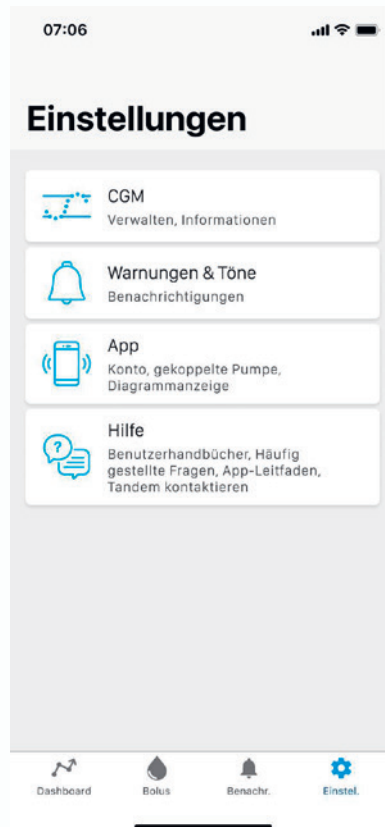 07:06
Einstellungen
CGM
Verwalten, Informationen
Warnungen & Töne
Benachrichtigungen
App
Konto, gekoppelte Pumpe,
Diagrammanzeige
Hilfe
Benutzerhandbücher, Häufig
gestellte Fragen, App-Leitfaden,
Tandem kontaktieren
Dashboard
Bolus
Benachr.
Einstel.